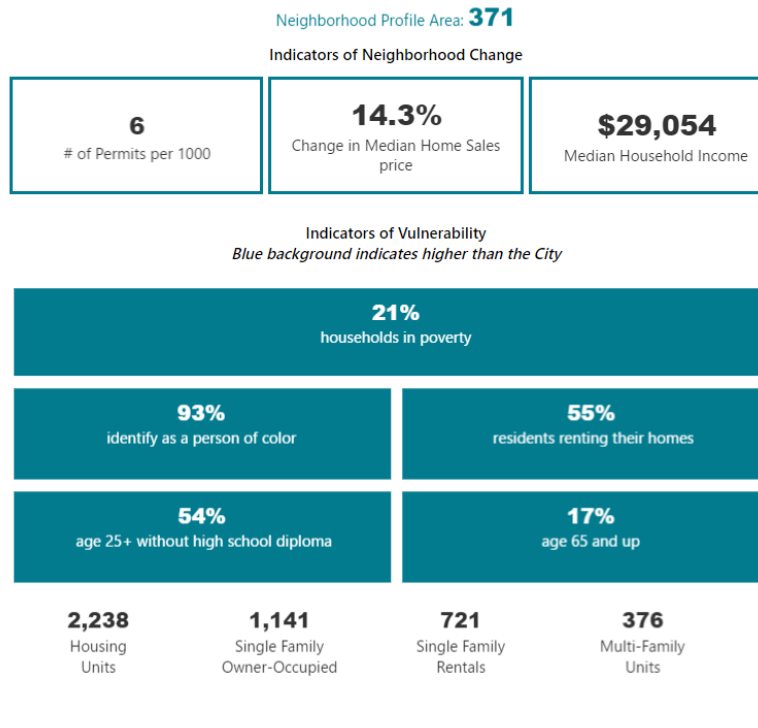 Neighborhood Profile Area: 371
Indicators of Neighborhood Change
6
# of Permits per 1000
14.3%
Change in Median Home Sales
price
$29,054
Median Household Income
Indicators of Vulnerability
Blue background indicates higher than the City
21%
households in poverty
93%
identify as a person of color
55%
residents renting their homes
54%
age 25+ without high school diploma
17%
age 65 and up
2,238
Housing
Units
1,141
Single Family
Owner-Occupied
721
Single Family
Rentals
376
Multi-Family
Units